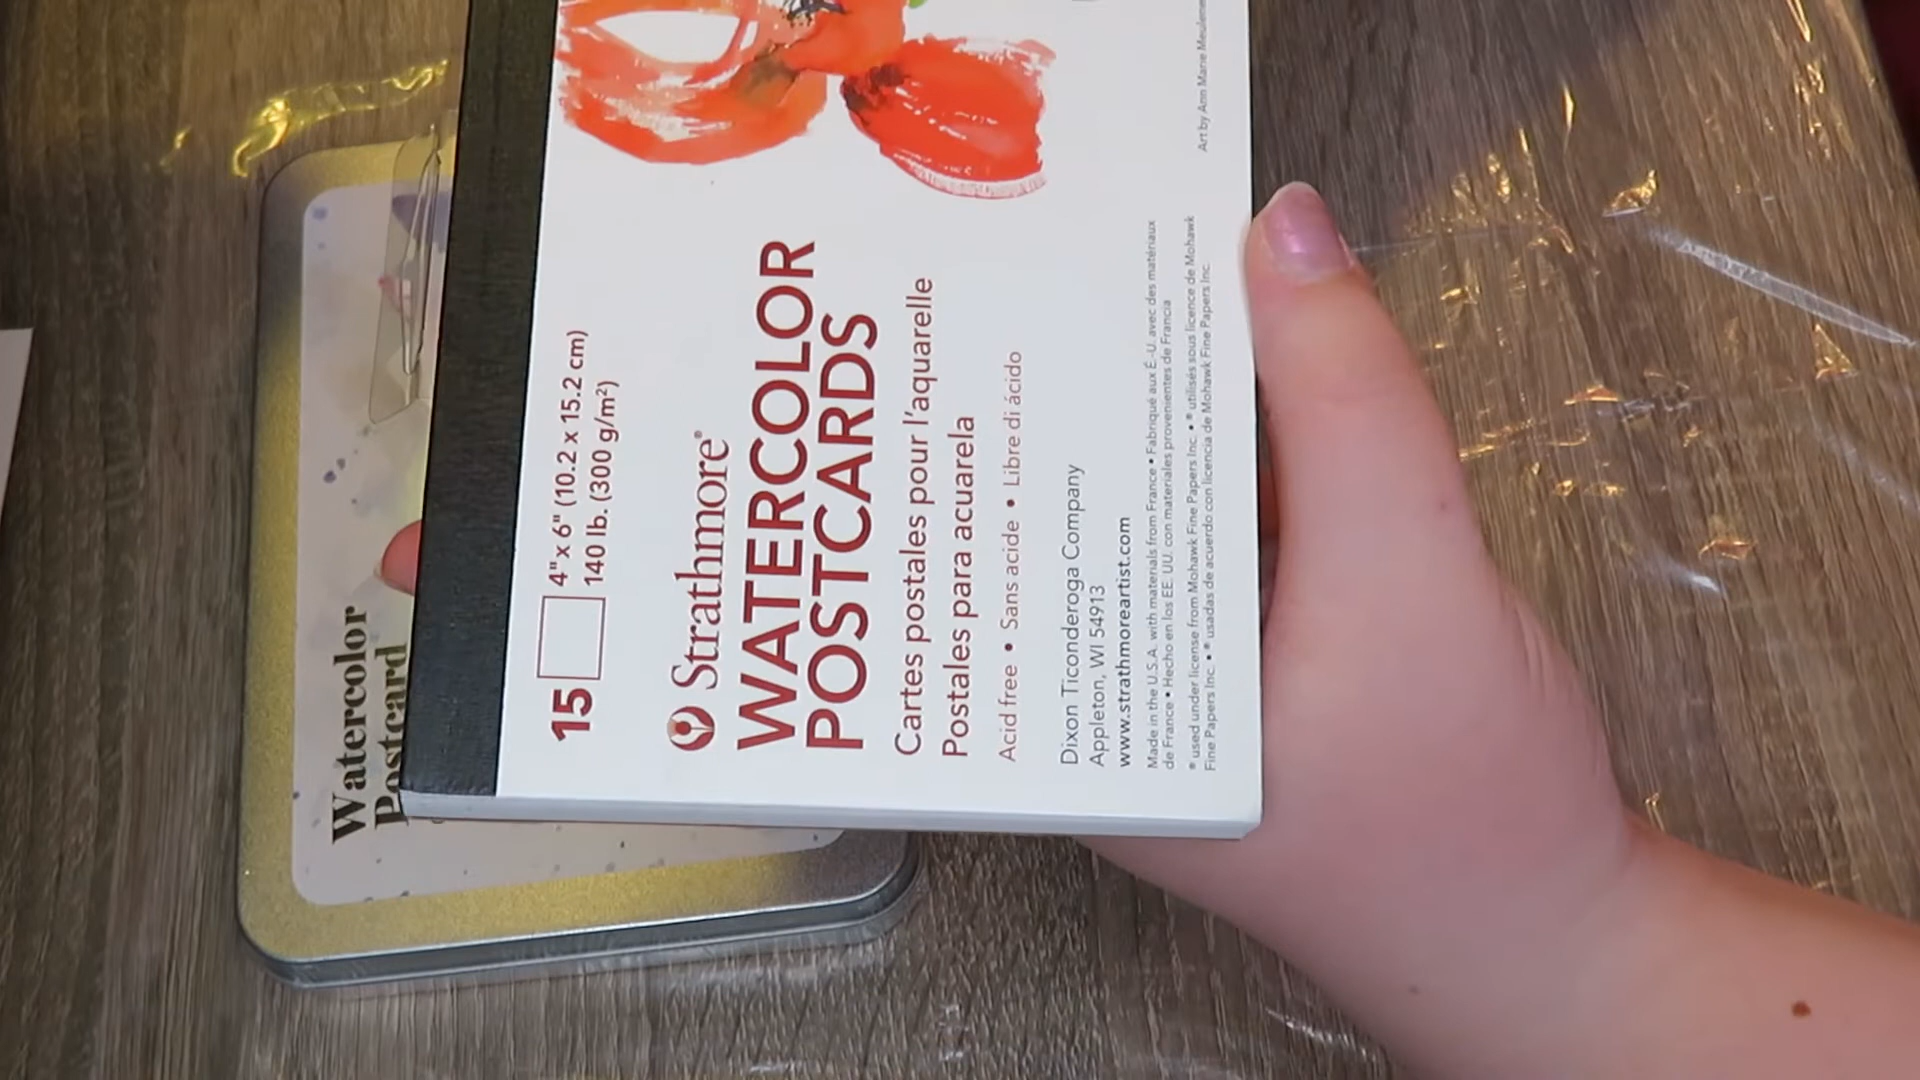 15 4" x 6" (10.2 x 15.2 cm)
140 lb. (300 g/m²)
Strathmore®
WATERCOLOR
POSTCARDS
Cartes postales pour l'aquarelle
Postales para acuarela
Acid free • Sans acide • Libre di ácido
Dixon Ticonderoga Company
Appleton, WI 54913
www.strathmoreartist.com
Made in the U.S.A. with materials from France • Fabriqué aux É.-U. avec des matériaux
de France • Hecho en los EE. UU. con materiales provenientes de Francia
® used under license from Mohawk Fine Papers Inc. • ® utilisés sous licence de Mohawk
Fine Papers Inc. • ® usadas de acuerdo con licencia de Mohawk Fine Papers Inc.
Art by Ann Marie
Watercolor
Postcard